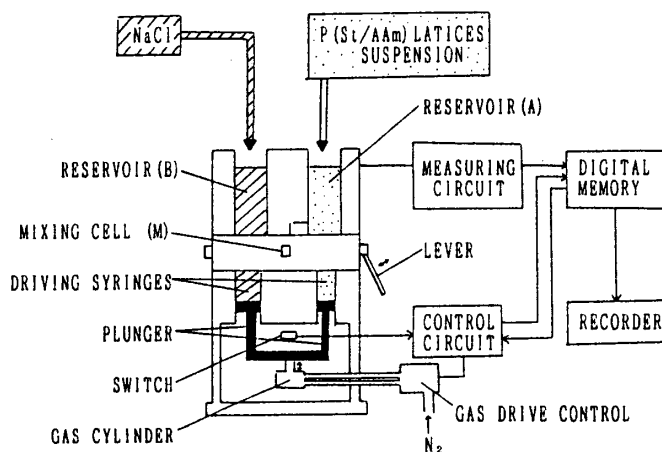 NaCl
P(St/AAm)LATICES
SUSPENSION
RESERVOIR(A)
RESERVOIR(B)
MEASURING
CIRCUIT
DIGITAL
MEMORY
MIXING CELL (M)
LEVER
DRIVING SYRINGES
PLUNGER
CONTROL
CIRCUIT
RECORDER
SWITCH
GAS CYLINDER
GAS DRIVE CONTROL
N₂